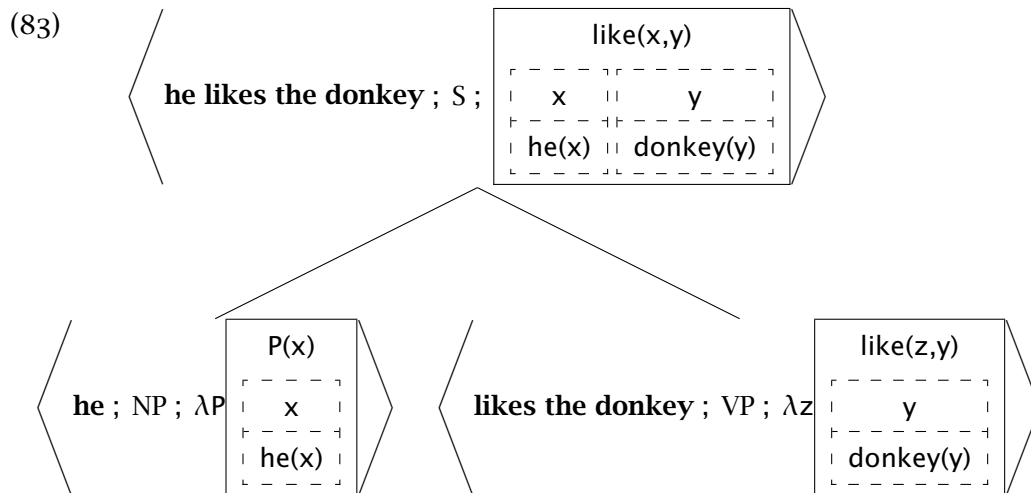 (83)
like(x,y)
he likes the donkey ; S ; x y
he(x) donkey(y)
P(x) like(z,y)
he ; NP ; λP x likes the donkey ; VP ; λz y
he(x) donkey(y)